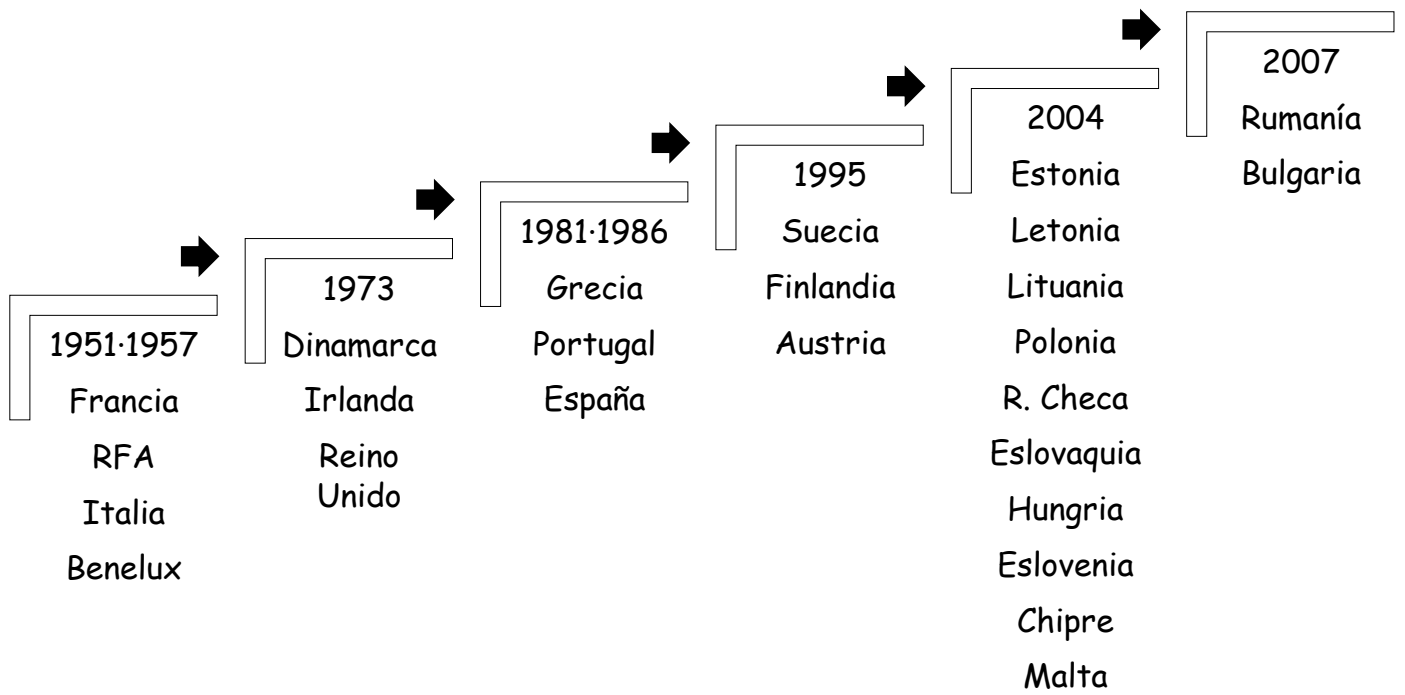 1951·1957
Francia
RFA
Italia
Benelux
1973
Dinamarca
Irlanda
Reino
Unido
1981·1986
Grecia
Portugal
España
1995
Suecia
Finlandia
Austria
2004
Estonia
Letonia
Lituania
Polonia
R. Checa
Eslovaquia
Hungria
Eslovenia
Chipre
Malta
2007
Rumanía
Bulgaria